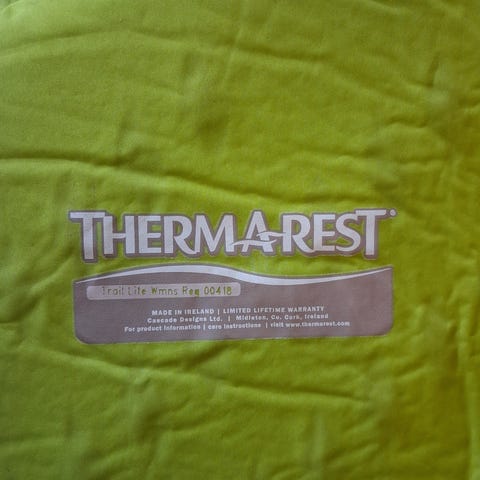 THERMAREST®
Trail Life Wmns Reg 00418
MADE IN IRELAND | LIMITED LIFETIME WARRANTY
Cascade Designs Ltd. | Midleton, Co. Cork, Ireland
For product information | care instructions | visit www.thermarest.com